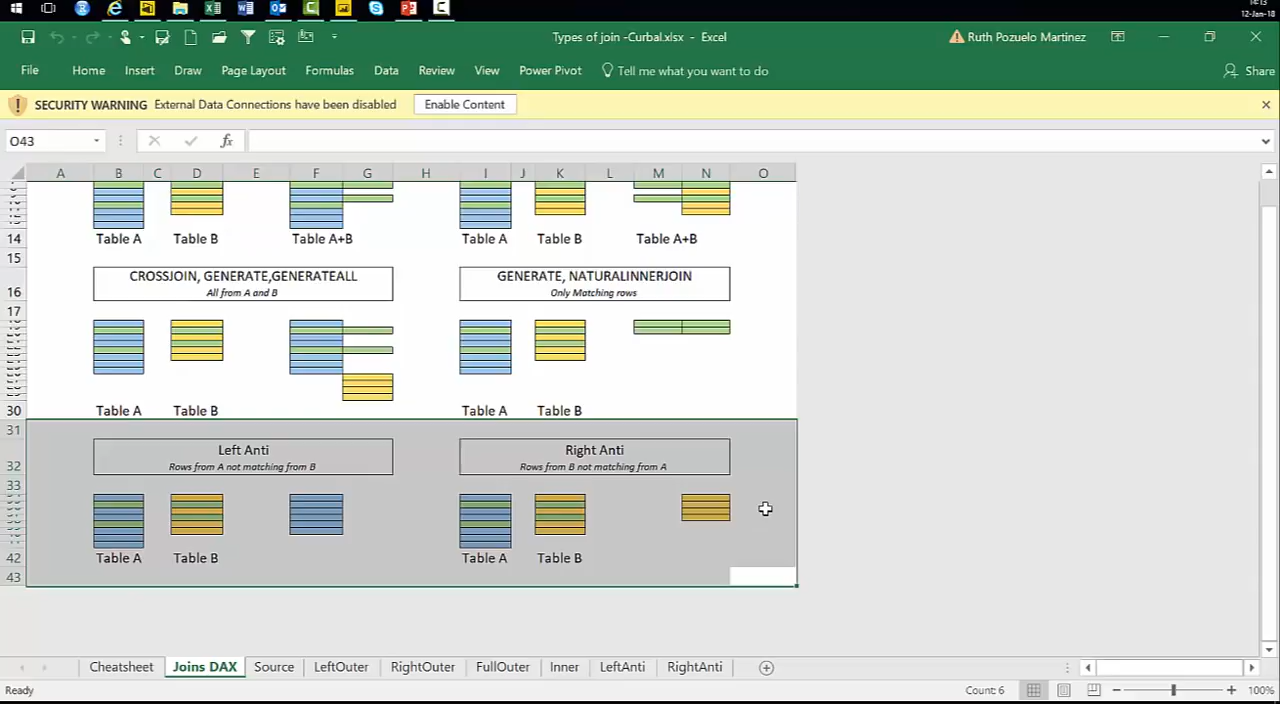 14:13
12-Jan-18
Types of join -Curbal.xlsx - Excel
Ruth Pozuelo Martinez
File Home Insert Draw Page Layout Formulas Data Review View Power Pivot Tell me what you want to do Share
SECURITY WARNING External Data Connections have been disabled Enable Content
O43 fx
A B C D E F G H I J K L M N O
14 Table A Table B Table A+B Table A Table B Table A+B
15
CROSSJOIN, GENERATE,GENERATEALL GENERATE, NATURALINNERJOIN
16 All from A and B Only Matching rows
17
30 Table A Table B Table A Table B
31
Left Anti Right Anti
32 Rows from A not matching from B Rows from B not matching from A
33
42 Table A Table B Table A Table B
43
Cheatsheet Joins DAX Source LeftOuter RightOuter FullOuter Inner LeftAnti RightAnti
Ready Count: 6 100%